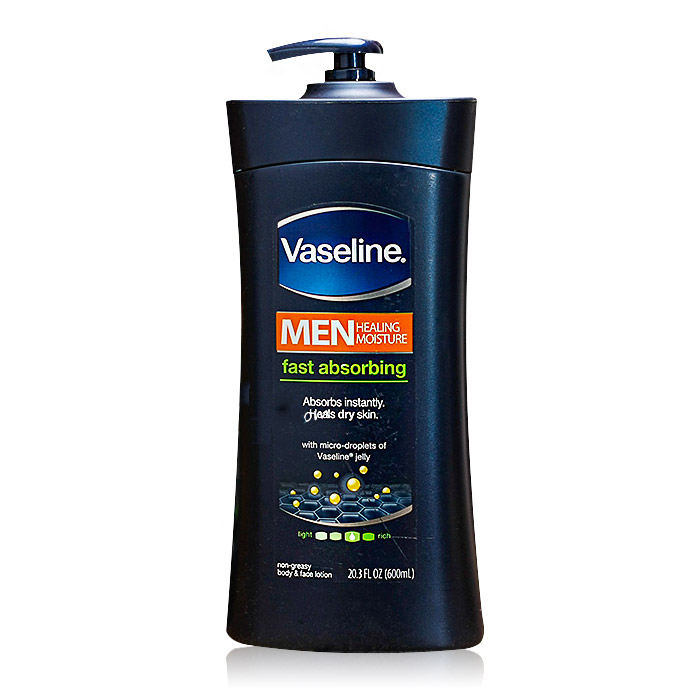 Vaseline.
MEN HEALING
MOISTURE
fast absorbing
Absorbs instantly.
Heals dry skin.
with micro-droplets of
Vaseline® jelly
light rich
non-greasy
body & face lotion 20.3 FL OZ (600mL)